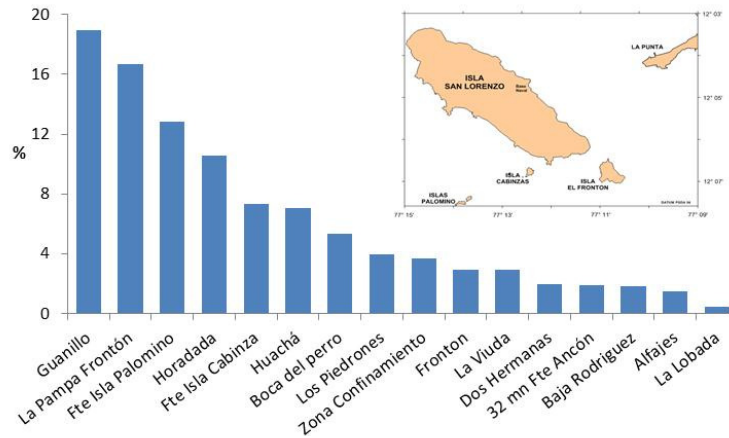 20
16
12
%
8
4
0
Guanillo
La Pampa Frontón
Fte Isla Palomino
Horadada
Fte Isla Cabinza
Huachá
Boca del perro
Los Piedrones
Zona Confinamiento
Fronton
La Viuda
Dos Hermanas
32 mn Fte Ancón
Baja Rodriguez
Alfajes
La Lobada
12° 03'
LA PUNTA
ISLA
SAN LORENZO
Base
Naval
12° 05'
ISLA
CABINZAS
ISLA
EL FRONTON
12° 07'
ISLAS
PALOMINO
77° 15'
77° 13'
77° 11'
77° 09'